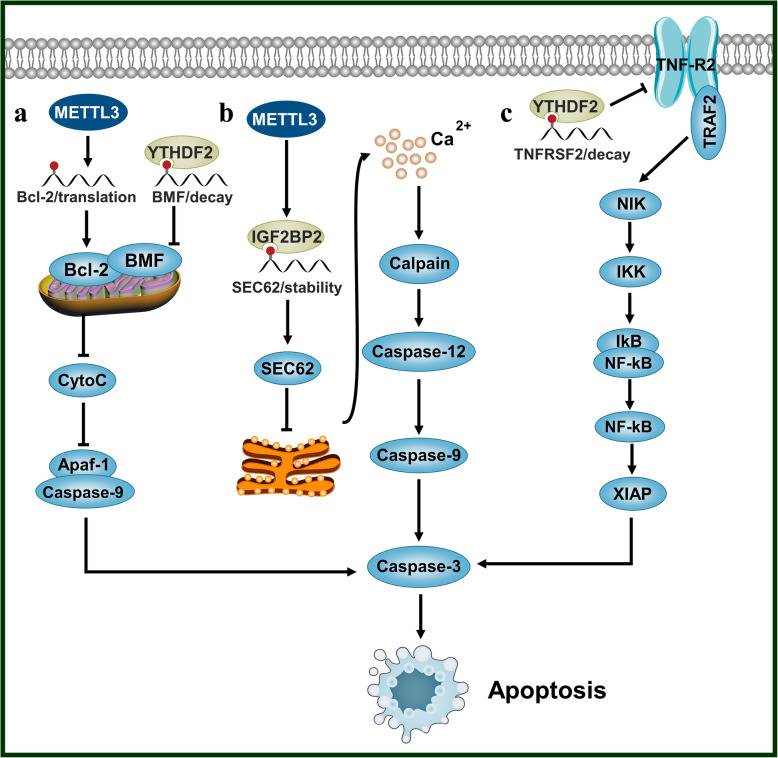 TNF-R2
a
METTL3
YTHDF2
Bcl-2/translation
BMF/decay
Bcl-2
BMF
CytoC
Apaf-1
Caspase-9
b
METTL3
IGF2BP2
SEC62/stability
SEC62
Ca 2+
Calpain
Caspase-12
Caspase-9
Caspase-3
c
YTHDF2
TNFRSF2/decay
TRAF2
NIK
IKK
IkB
NF-kB
NF-kB
XIAP
Apoptosis